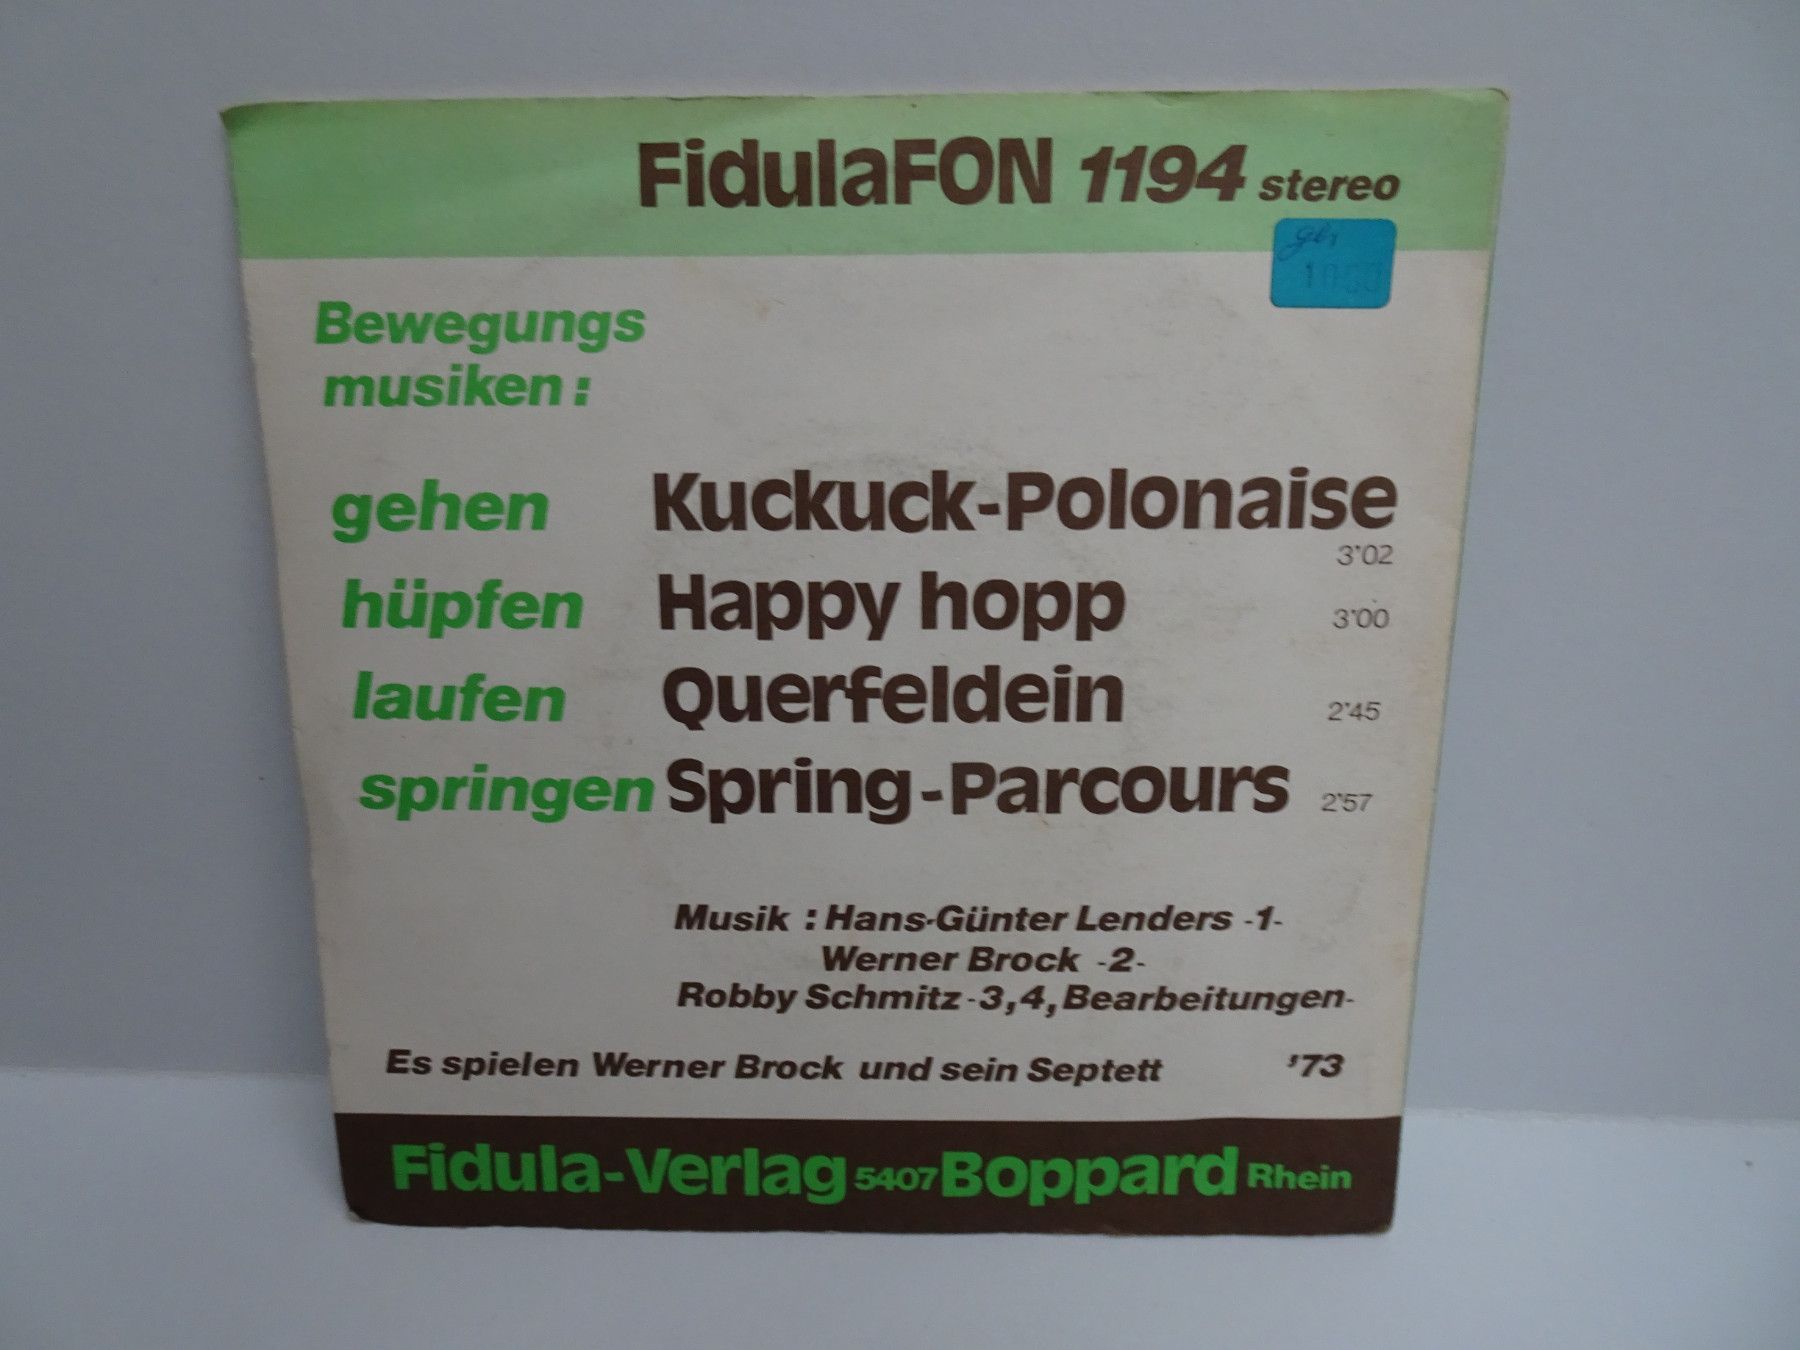 FidulaFON 1194 stereo
Bewegungs
musiken:
gehen Kuckuck-Polonaise
3'02
hüpfen Happy hopp 3'00
laufen Querfeldein 2'45
springen Spring-Parcours 2'57
Musik : Hans-Günter Lenders -1-
Werner Brock -2-
Robby Schmitz -3,4, Bearbeitungen-
Es spielen Werner Brock und sein Septett '73
Fidula-Verlag 5407 Boppard Rhein